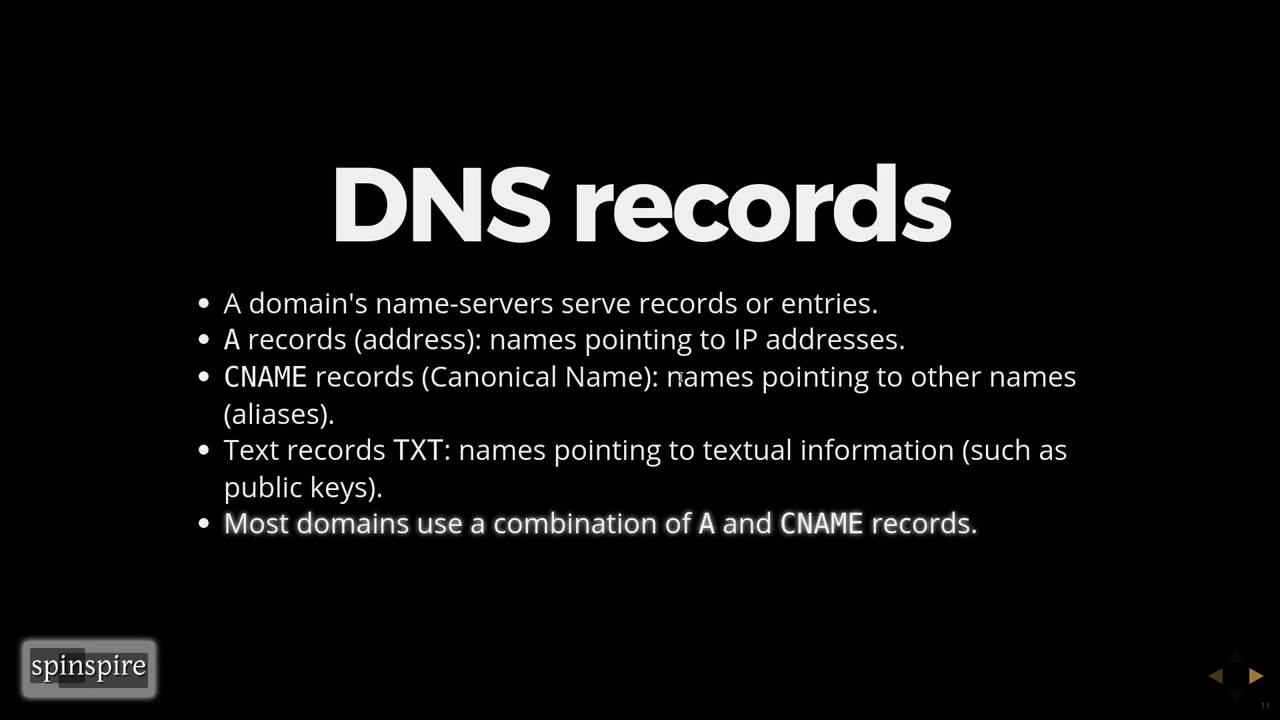 DNS records
A domain's name-servers serve records or entries.
A records (address): names pointing to IP addresses.
CNAME records (Canonical Name): names pointing to other names
(aliases).
Text records TXT: names pointing to textual information (such as
public keys).
Most domains use a combination of A and CNAME records.
spinspire
11